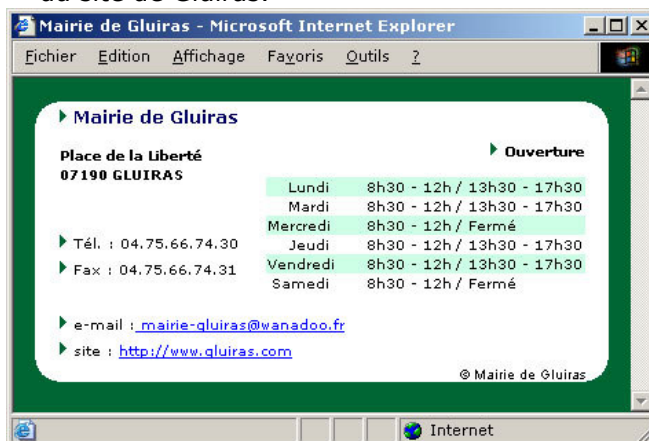 au site de Gluiras.
Mairie de Gluiras - Microsoft Internet Explorer
Fichier Edition Affichage Favoris Outils ?
Mairie de Gluiras
Place de la Liberté
07190 GLUIRAS
Ouverture
Lundi 8h30 - 12h / 13h30 - 17h30
Mardi 8h30 - 12h / 13h30 - 17h30
Mercredi 8h30 - 12h / Fermé
Jeudi 8h30 - 12h / 13h30 - 17h30
Vendredi 8h30 - 12h / 13h30 - 17h30
Samedi 8h30 - 12h / Fermé
Tél. : 04.75.66.74.30
Fax : 04.75.66.74.31
e-mail : mairie-gluiras@wanadoo.fr
site : http://www.gluiras.com
© Mairie de Gluiras
Internet